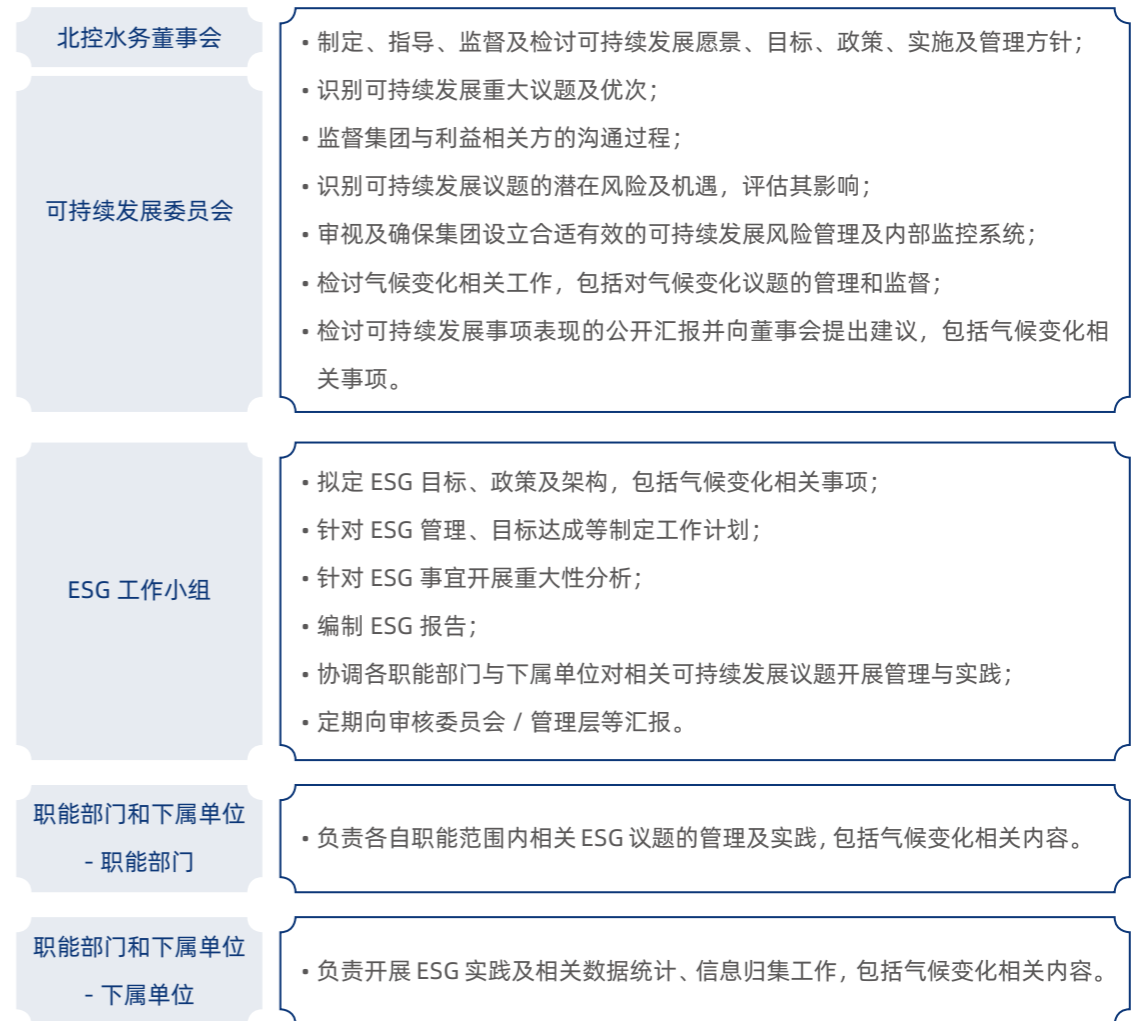 北控水务董事会
可持续发展委员会
• 制定、指导、监督及检讨可持续发展愿景、目标、政策、实施及管理方针；
• 识别可持续发展重大议题及优次；
• 监督集团与利益相关方的沟通过程；
• 识别可持续发展议题的潜在风险及机遇，评估其影响；
• 审视及确保集团设立合适有效的可持续发展风险管理及内部监控系统；
• 检讨气候变化相关工作，包括对气候变化议题的管理和监督；
• 检讨可持续发展事项表现的公开汇报并向董事会提出建议，包括气候变化相
关事项。
ESG 工作小组
• 拟定 ESG 目标、政策及架构，包括气候变化相关事项；
• 针对 ESG 管理、目标达成等制定工作计划；
• 针对 ESG 事宜开展重大性分析；
• 编制 ESG 报告；
• 协调各职能部门与下属单位对相关可持续发展议题开展管理与实践；
• 定期向审核委员会 / 管理层等汇报。
职能部门和下属单位
- 职能部门
• 负责各自职能范围内相关 ESG 议题的管理及实践，包括气候变化相关内容。
职能部门和下属单位
- 下属单位
• 负责开展 ESG 实践及相关数据统计、信息归集工作，包括气候变化相关内容。